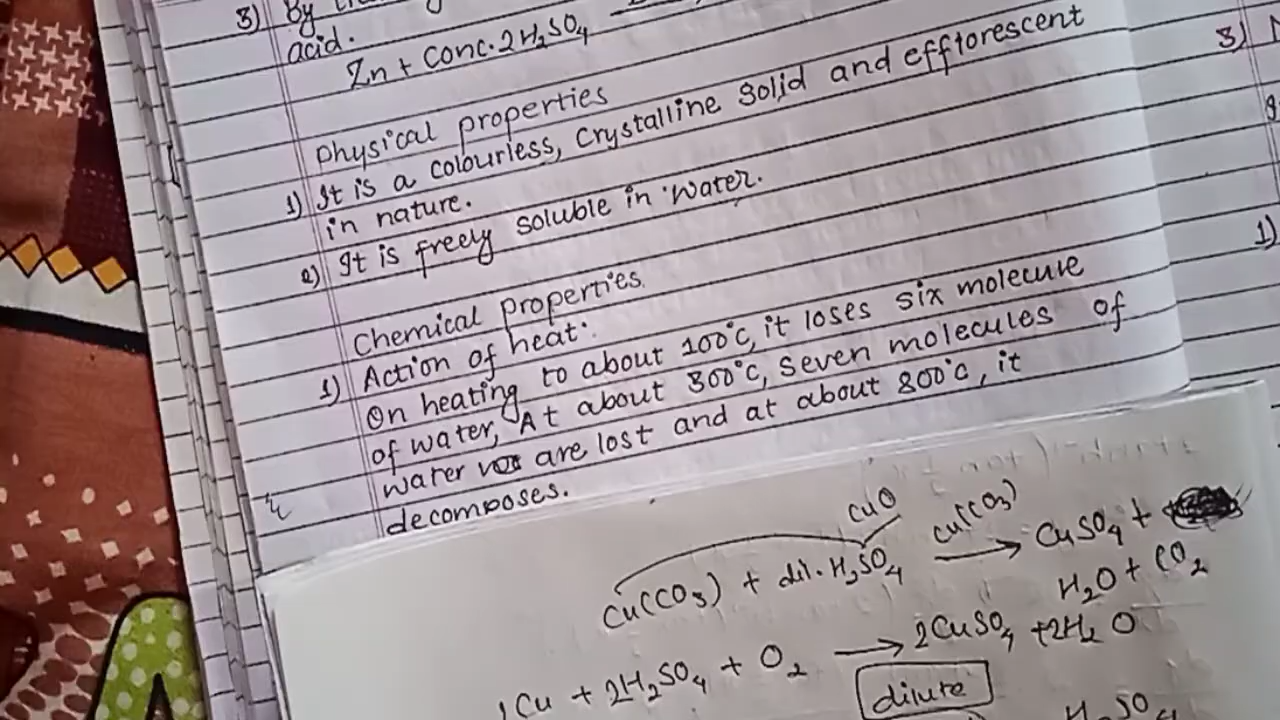 3) By
acid.
Zn + Conc. 2H₂SO₄
Physical properties
1) It is a colourless, Crystalline solid and efftorescent
in nature.
2) It is freely soluble in water.
Chemical properties.
1) Action of heat:
On heating to about 100°C, it loses six molecule
of water, At about 300°C, seven molecules of
water are lost and at about 800°C, it
decomposes.
CuO
Cu(CO₃) + dil. H₂SO₄ Cu(CO₃) → CuSO₄ +
H₂O + CO₂
Cu + 2H₂SO₄ + O₂ → 2CuSO₄ + 2H₂O
dilute
3)
1)